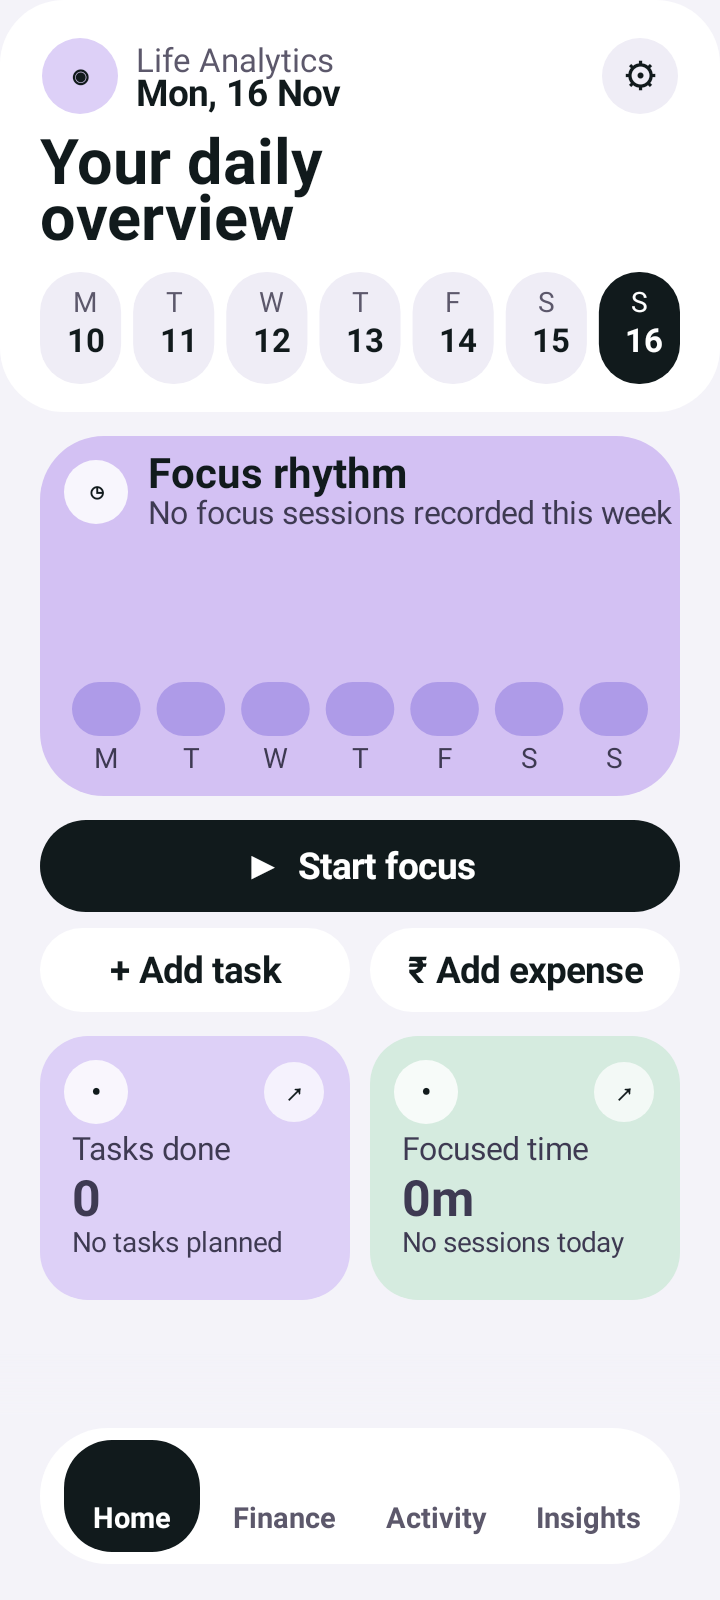 Life Analytics
Mon, 16 Nov
Your daily
overview
M T W T F S S
10 11 12 13 14 15 16
Focus rhythm
No focus sessions recorded this week
M T W T F S S
▶ Start focus
+ Add task
₹ Add expense
Tasks done
0
No tasks planned
Focused time
0m
No sessions today
Home Finance Activity Insights